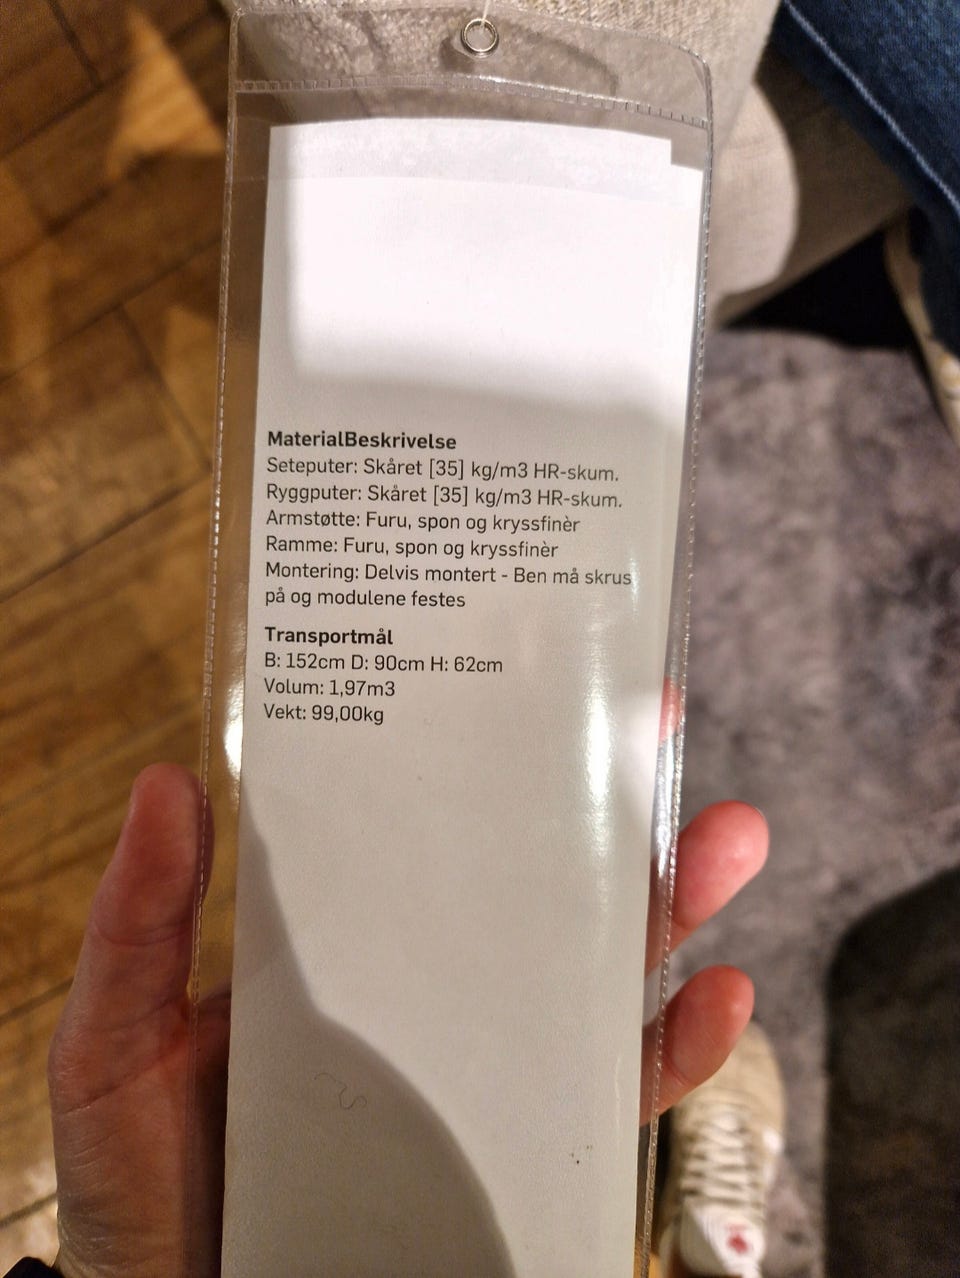 MaterialBeskrivelse
Seteputer: Skåret [35] kg/m3 HR-skum.
Ryggputer: Skåret [35] kg/m3 HR-skum.
Armstøtte: Furu, spon og kryssfinèr
Ramme: Furu, spon og kryssfinèr
Montering: Delvis montert - Ben må skrus
på og modulene festes
Transportmål
B: 152cm D: 90cm H: 62cm
Volum: 1,97m3
Vekt: 99,00kg